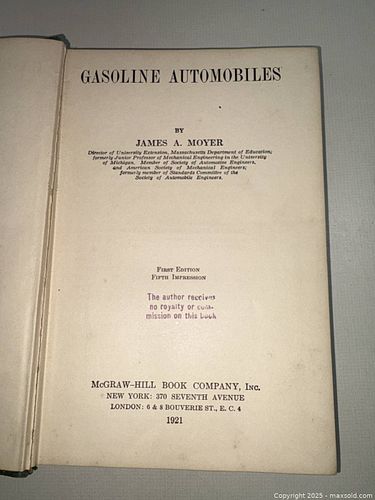 GASOLINE AUTOMOBILES
BY
JAMES A. MOYER
Director of University Extension, Massachusetts Department of Education;
formerly Junior Professor of Mechanical Engineering in the University
of Michigan. Member of Society of Automotive Engineers,
and American Society of Mechanical Engineers;
formerly member of Standards Committee of the
Society of Automobile Engineers.
FIRST EDITION
FIFTH IMPRESSION
The author receives
no royalty or com-
mission on this book
McGRAW-HILL BOOK COMPANY, INC.
NEW YORK: 370 SEVENTH AVENUE
LONDON: 6 & 8 BOUVERIE ST., E. C. 4
1921
Copyright 2025 - maxsold.com